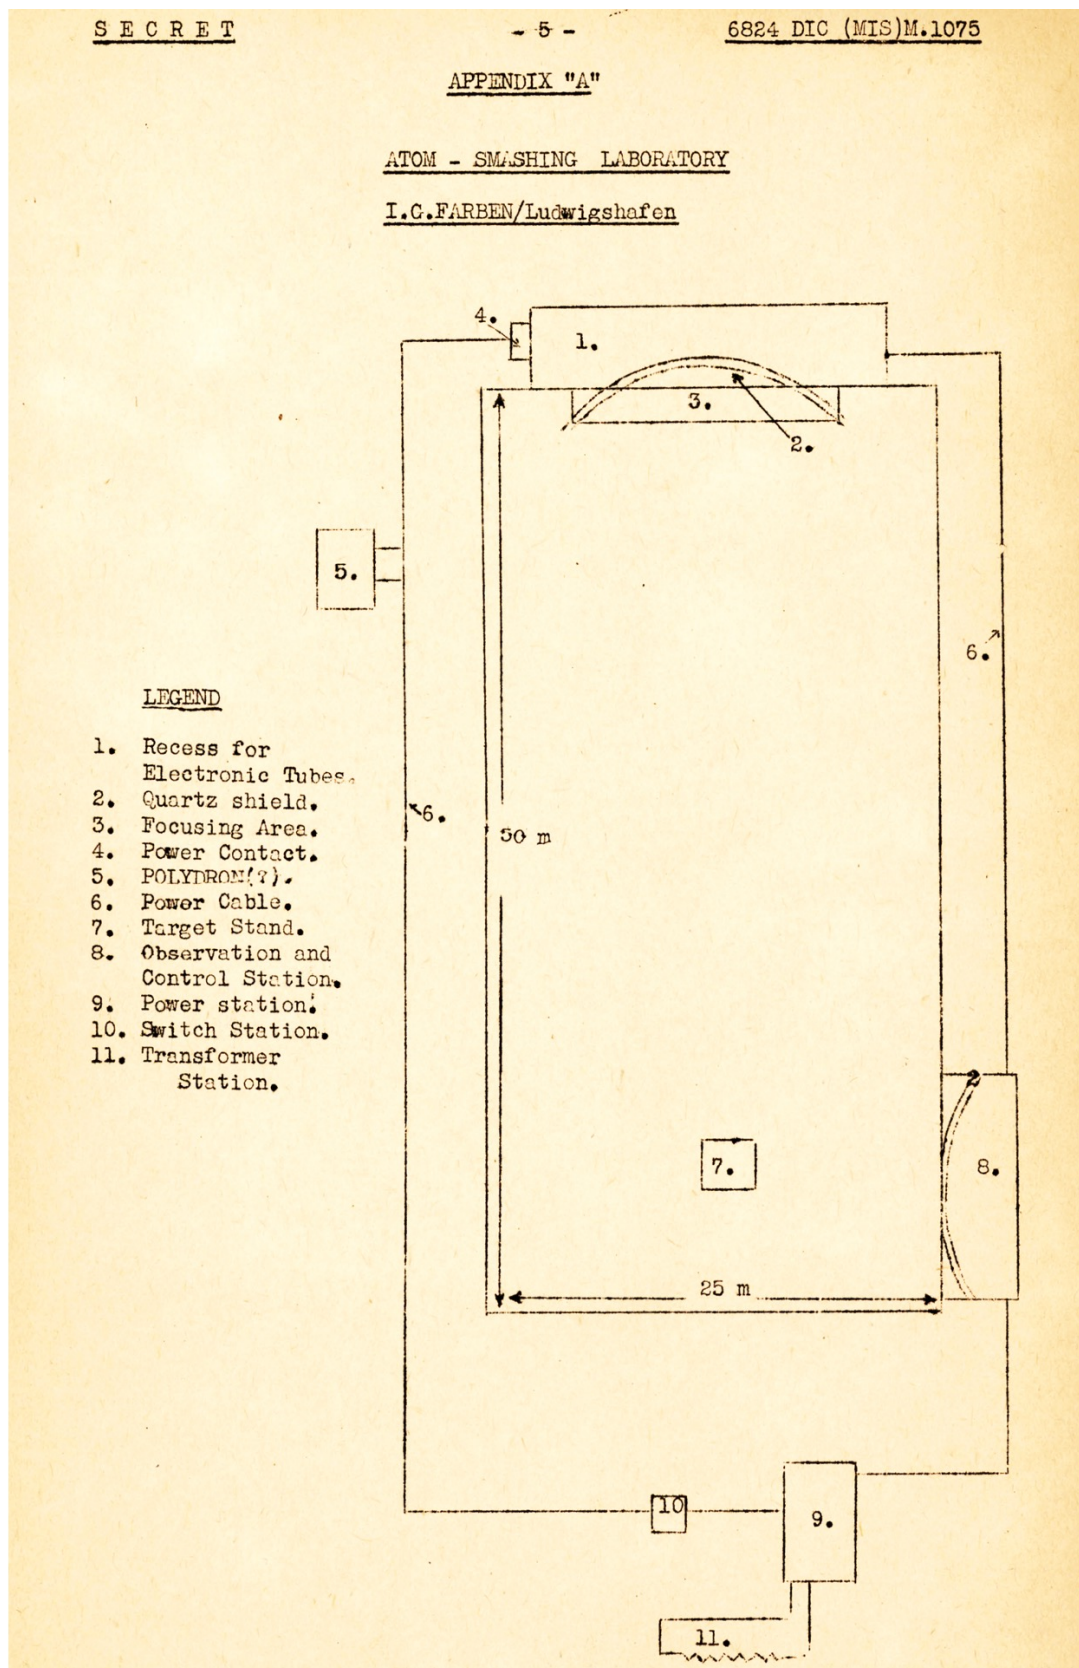 S E C R E T
- 5 -
6824 DIC (MIS)M.1075
APPENDIX "A"
ATOM - SMASHING LABORATORY
I.G.FARBEN/Ludwigshafen
4.
1.
3.
2.
5.
6.
LEGEND
1. Recess for
Electronic Tubes.
2. Quartz shield.
3. Focusing Area.
4. Power Contact.
5. POLYDRON(?).
6. Power Cable.
7. Target Stand.
8. Observation and
Control Station.
9. Power station.
10. Switch Station.
11. Transformer
Station.
6.
50 m
2
7.
8.
25 m
10
9.
11.